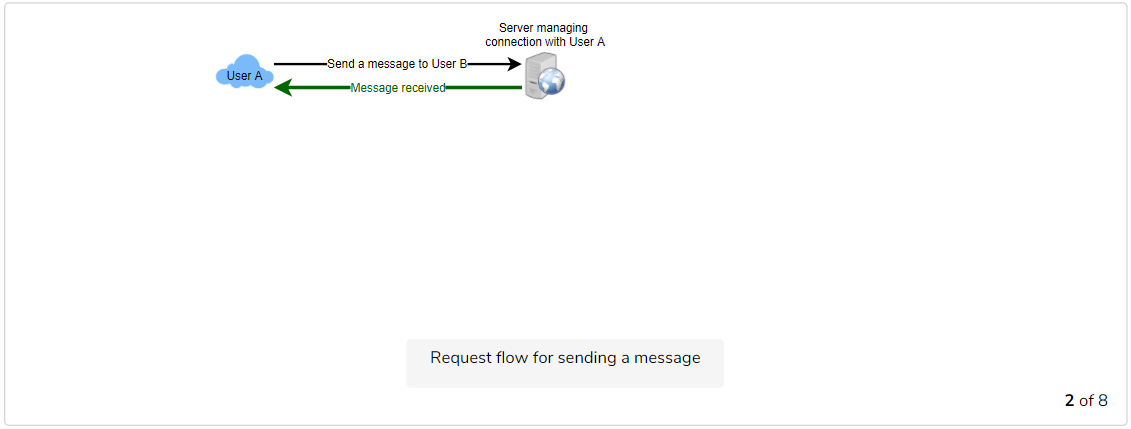 Server managing
connection with User A
User A
Send a message to User B
Message received
Request flow for sending a message
2 of 8